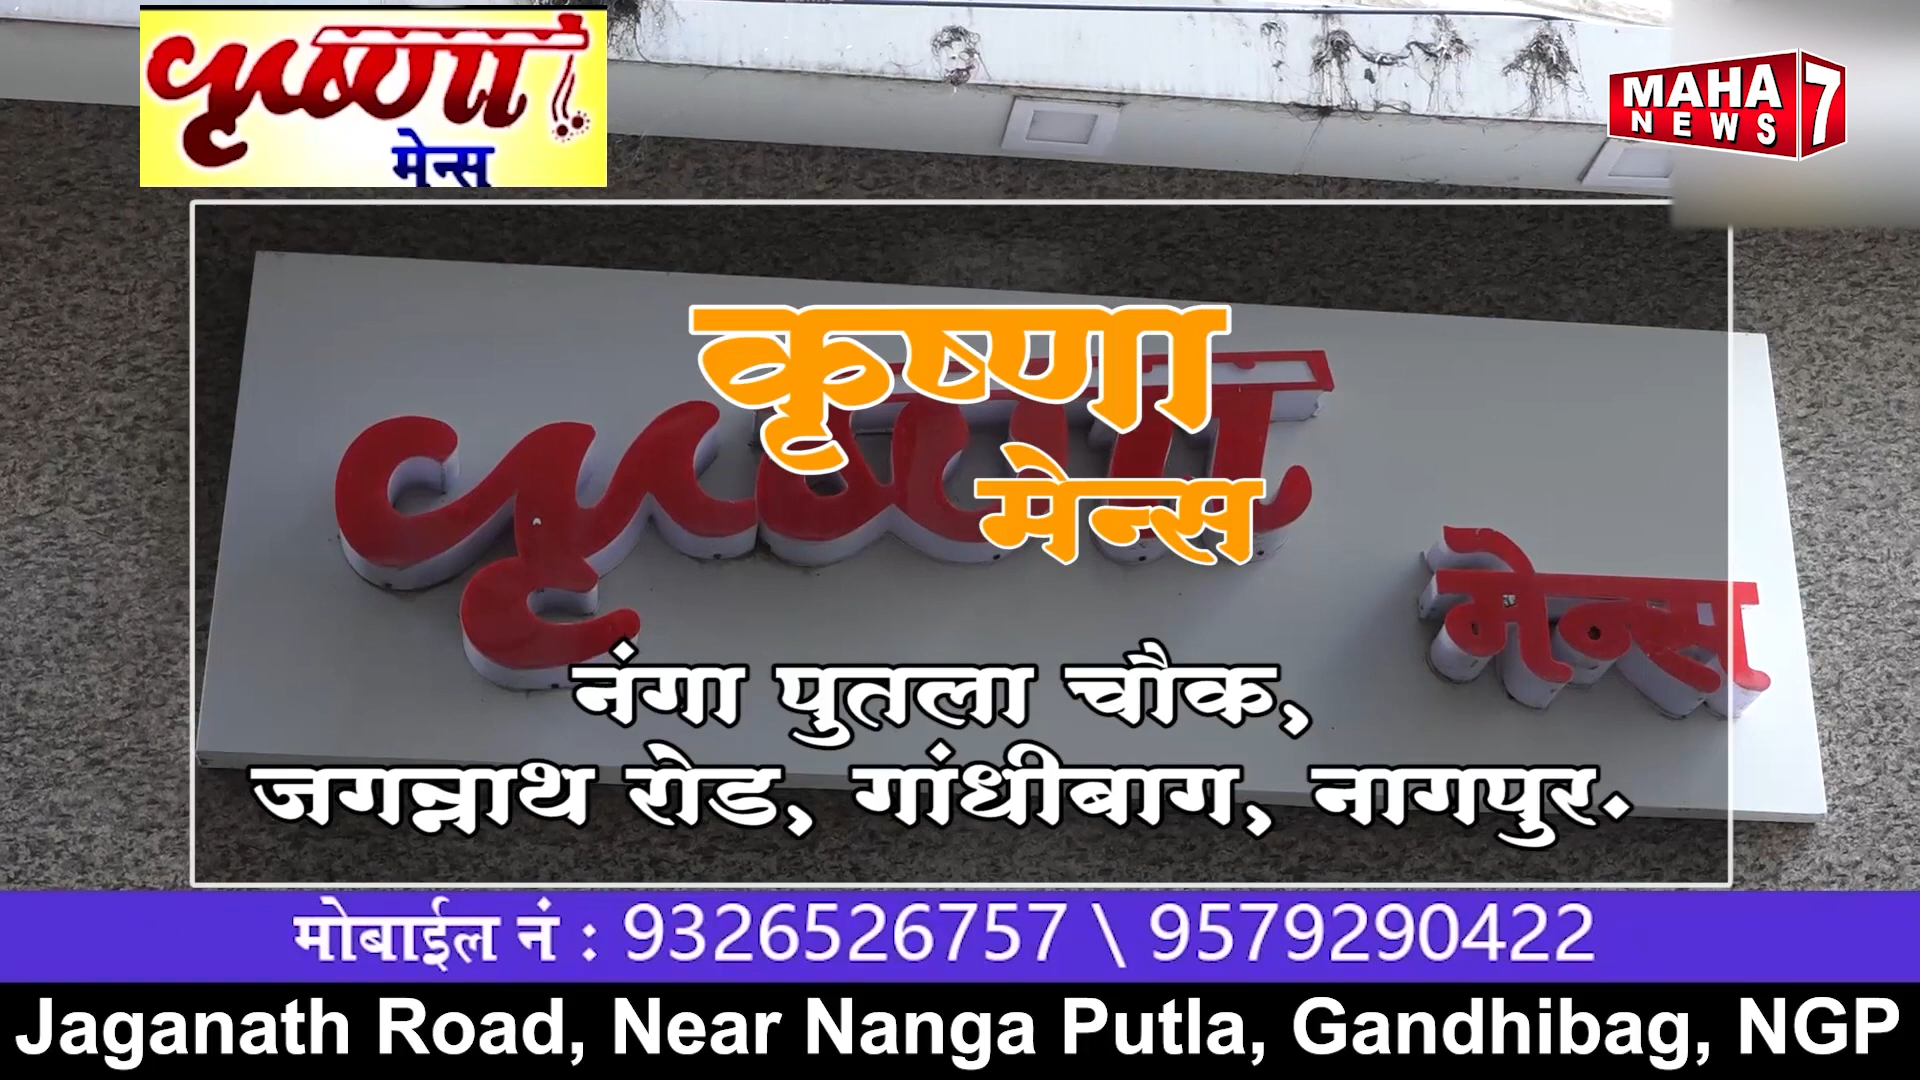 कृष्णा
मेन्स
MAHA 7
NEWS
कृष्णा
मेन्स
कृष्णा
मेन्स
नंगा पुतला चौक,
जगन्नाथ रोड, गांधीबाग, नागपुर.
मोबाईल नं : 9326526757 \ 9579290422
Jaganath Road, Near Nanga Putla, Gandhibag, NGP